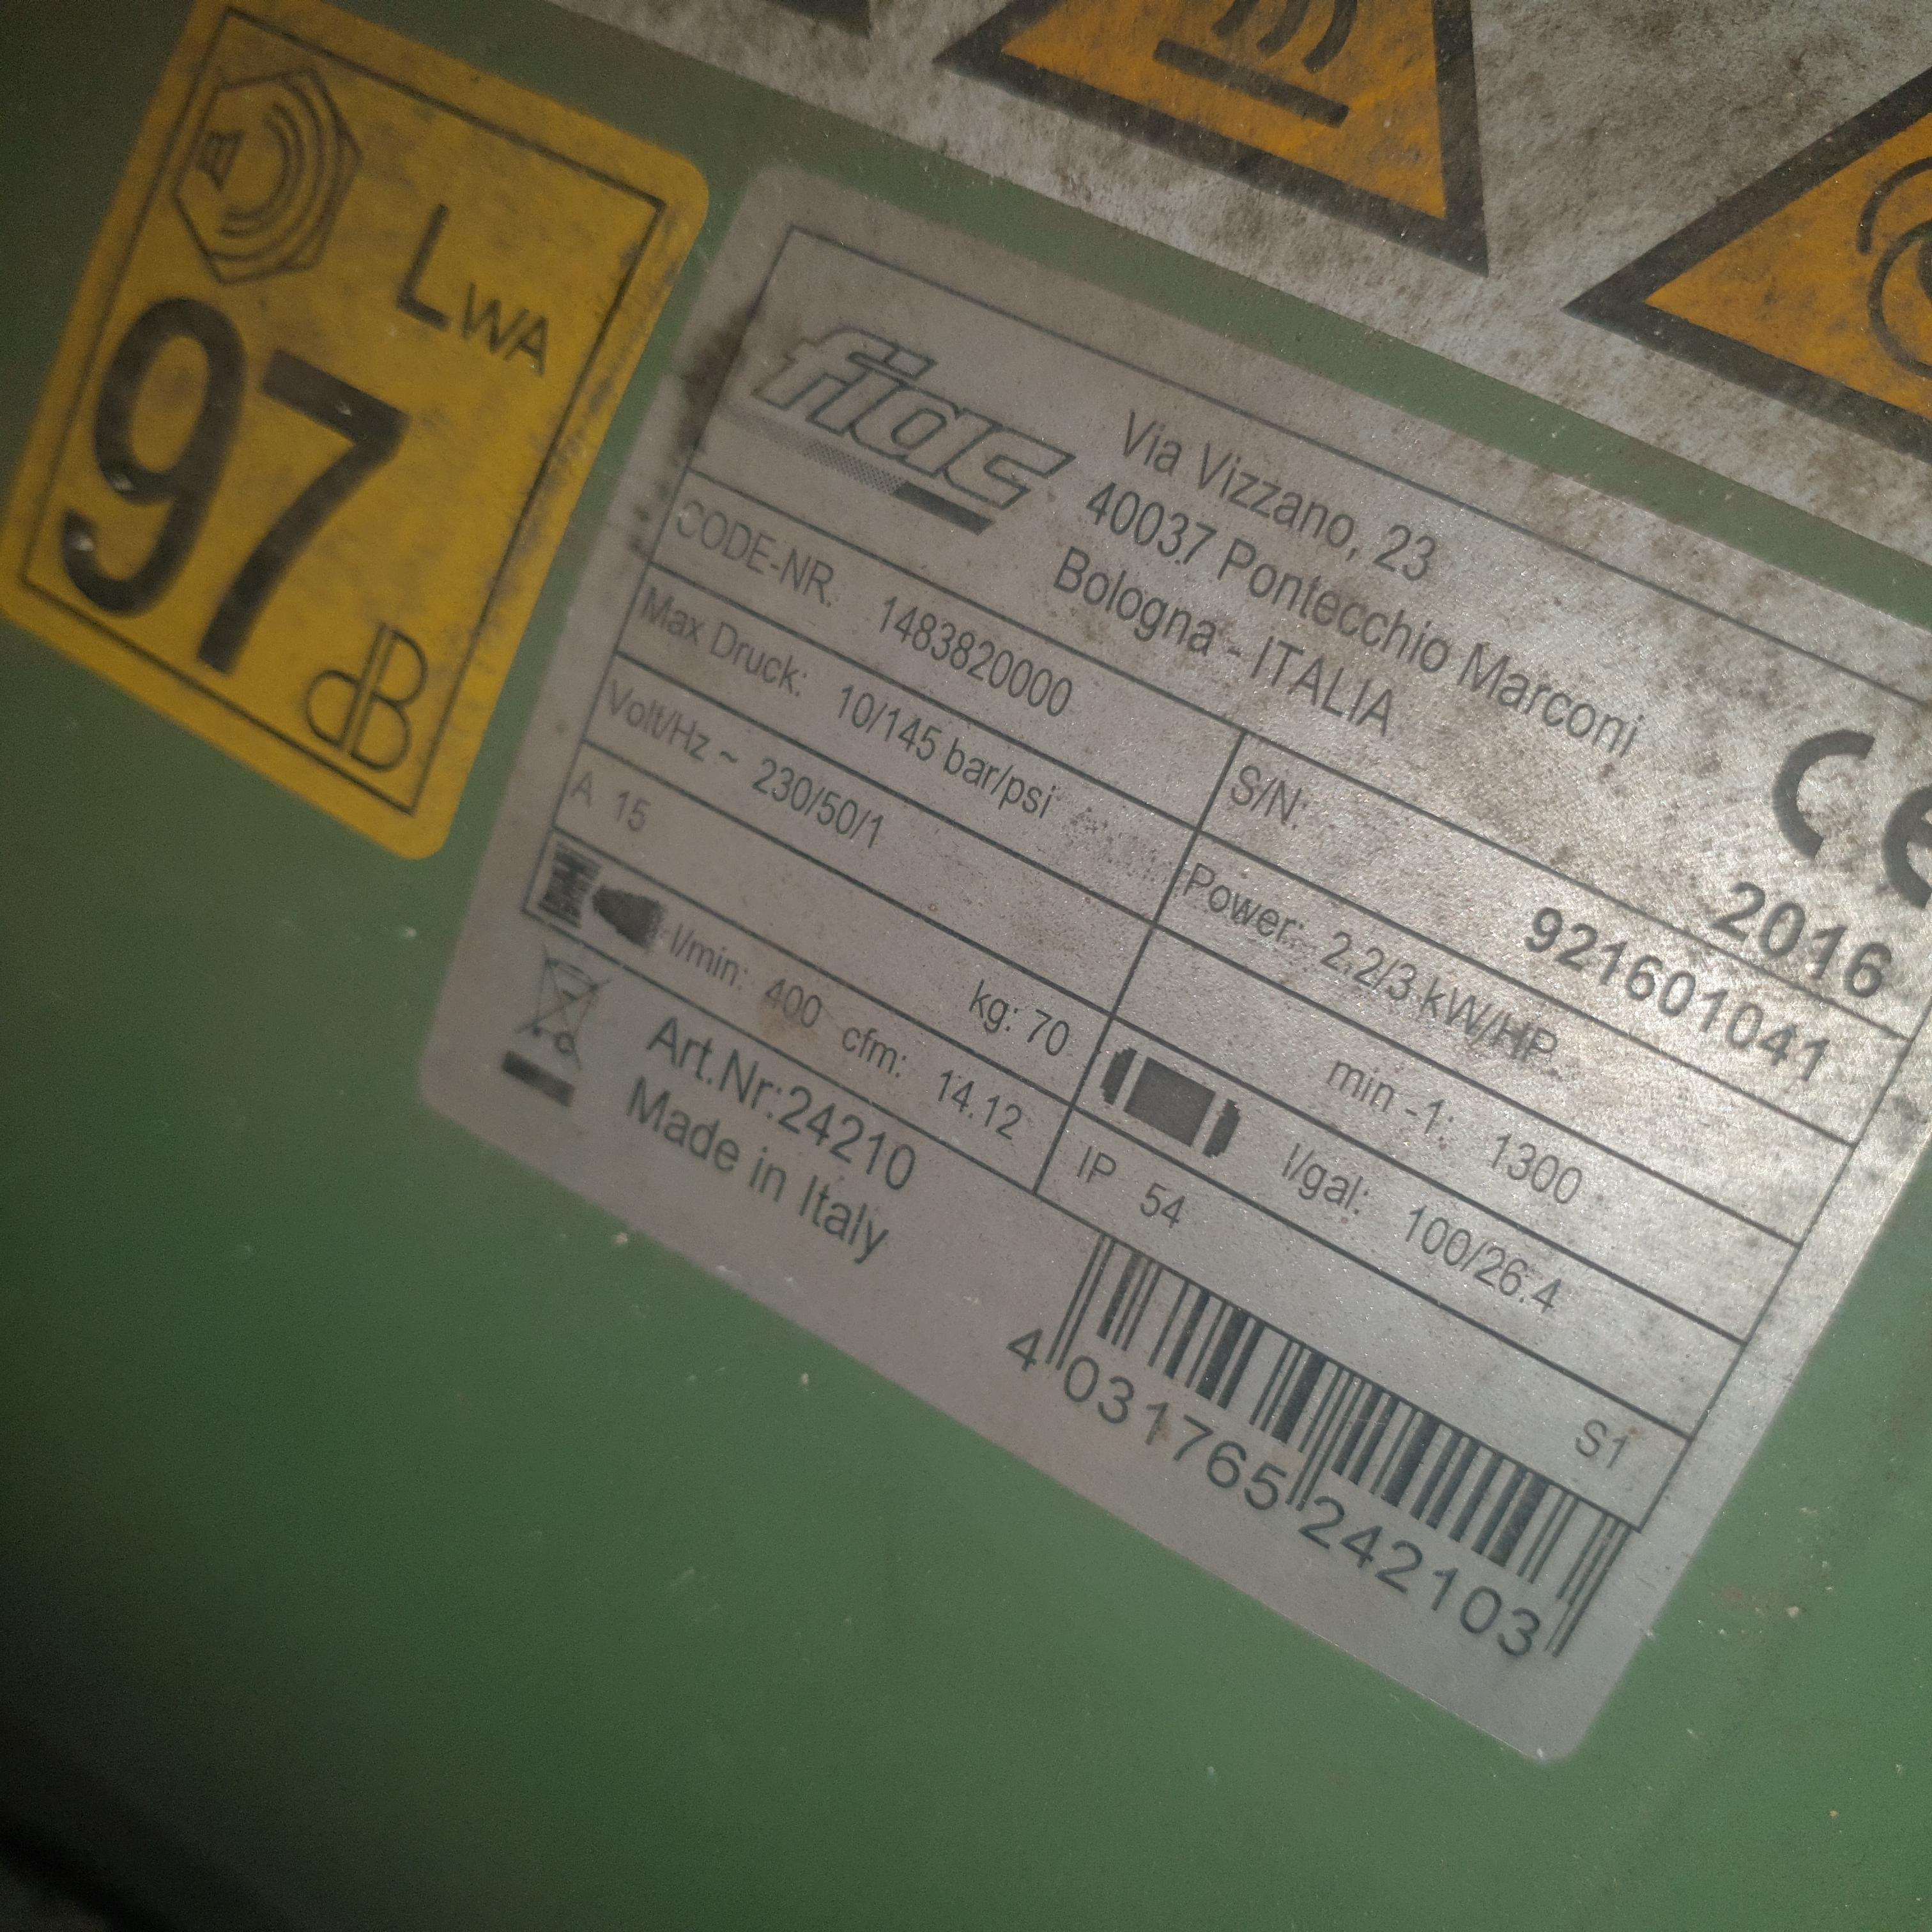 LWA
97
dB
fiac
Via Vizzano, 23
40037 Pontecchio Marconi
Bologna - ITALIA
CE
2016
CODE-NR. 1483820000
S/N: 921601041
Max Druck: 10/145 bar/psi
Power: 2.2/3 kW/HP
Volt/Hz ~ 230/50/1
min -1: 1300
A 15
kg: 70
l/gal: 100/26.4
l/min: 400 cfm: 14.12
IP 54
S1
Art.Nr:24210
Made in Italy
4 031765 242103